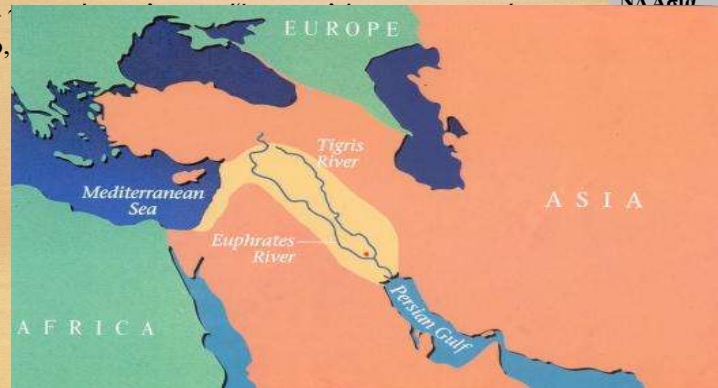 EUROPE
Tigris
River
Mediterranean
Sea
ASIA
Euphrates
River
Persian Gulf
AFRICA